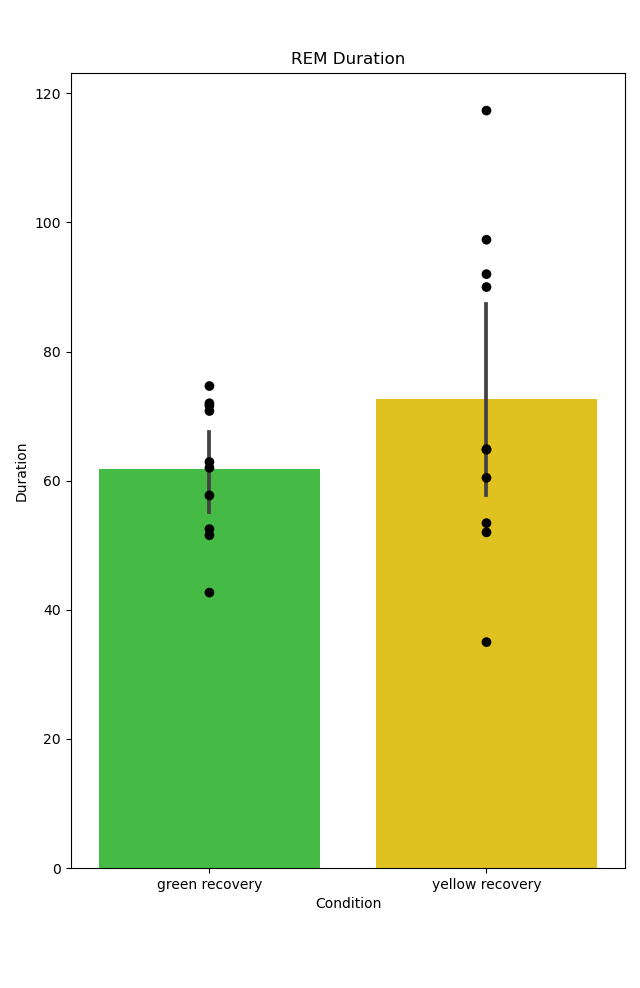 REM Duration
120
100
80
60
40
20
0
Duration
green recovery
yellow recovery
Condition